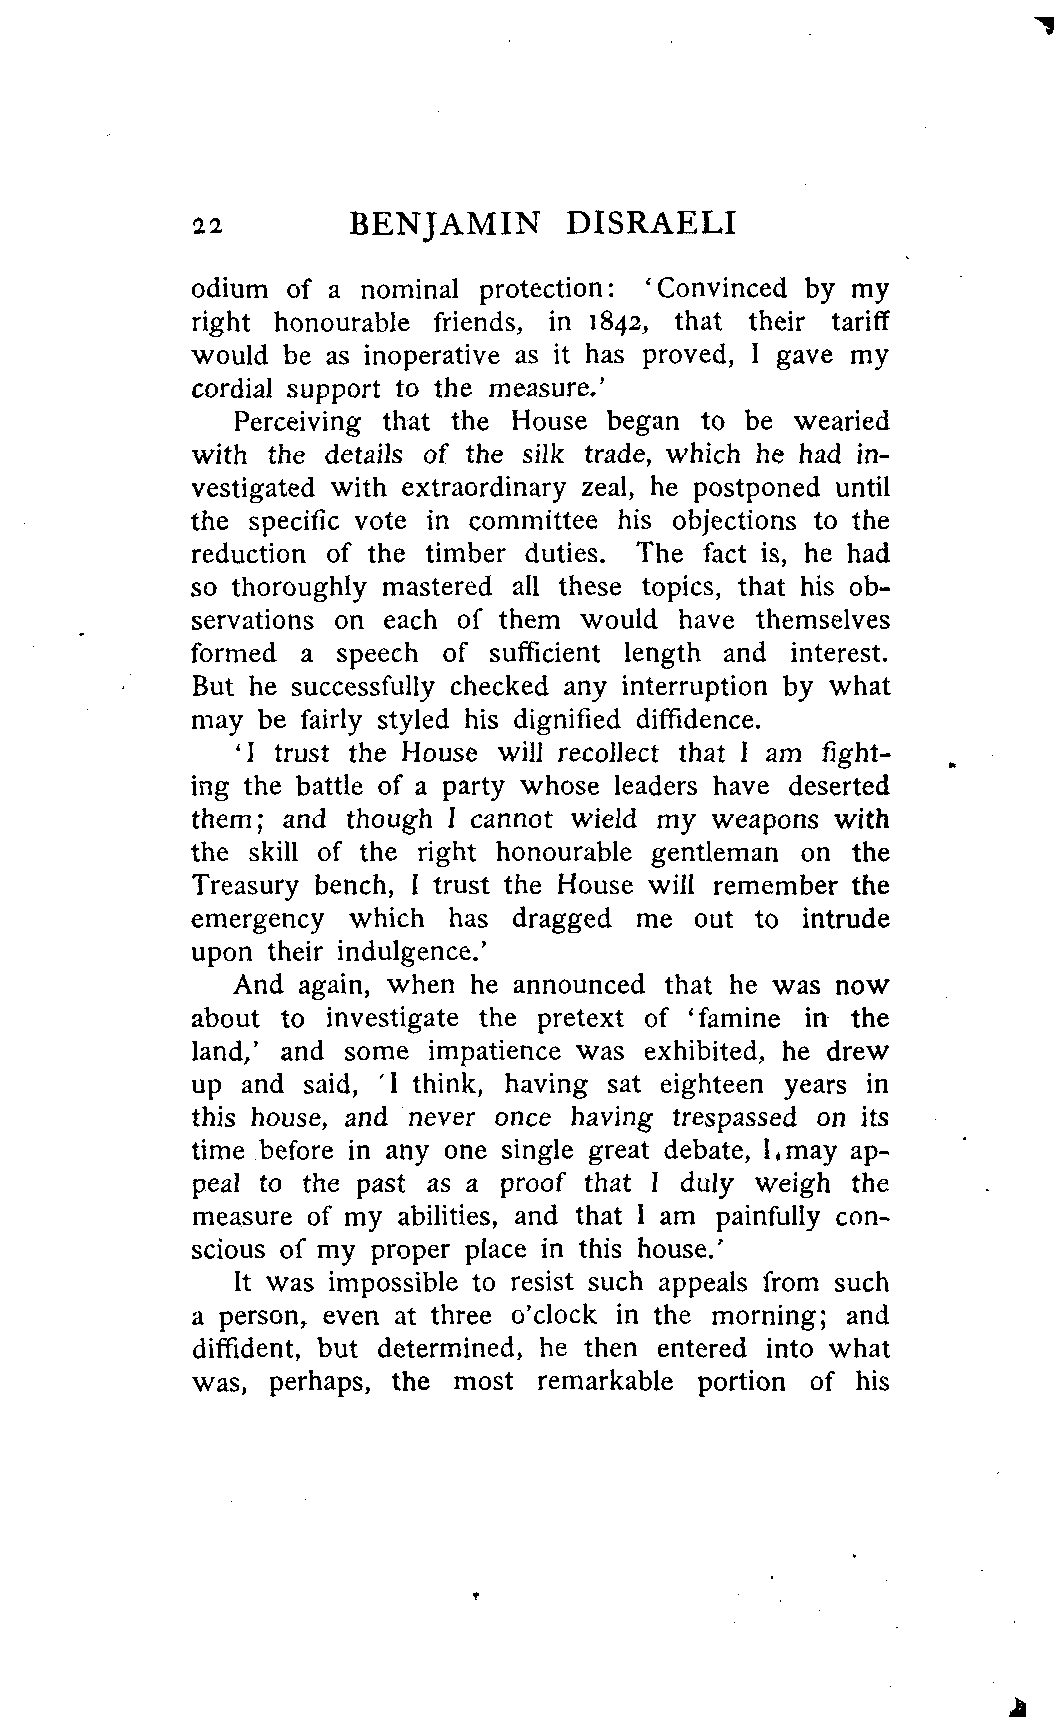 22 BENJAMIN DISRAELI
odium of a nominal protection: ‘Convinced by my
right honourable friends, in 1842, that their tariff
would be as inoperative as it has proved, I gave my
cordial support to the measure.’
Perceiving that the House began to be wearied
with the details of the silk trade, which he had in-
vestigated with extraordinary zeal, he postponed until
the specific vote in committee his objections to the
reduction of the timber duties. The fact is, he had
so thoroughly mastered all these topics, that his ob-
servations on each of them would have themselves
formed a speech of sufficient length and interest.
But he successfully checked any interruption by what
may be fairly styled his dignified diffidence.
‘I trust the House will recollect that I am fight-
ing the battle of a party whose leaders have deserted
them; and though I cannot wield my weapons with
the skill of the right honourable gentleman on the
Treasury bench, I trust the House will remember the
emergency which has dragged me out to intrude
upon their indulgence.’
And again, when he announced that he was now
about to investigate the pretext of ‘famine in the
land,’ and some impatience was exhibited, he drew
up and said, ‘I think, having sat eighteen years in
this house, and never once having trespassed on its
time before in any one single great debate, I may ap-
peal to the past as a proof that I duly weigh the
measure of my abilities, and that I am painfully con-
scious of my proper place in this house.’
It was impossible to resist such appeals from such
a person, even at three o’clock in the morning; and
diffident, but determined, he then entered into what
was, perhaps, the most remarkable portion of his